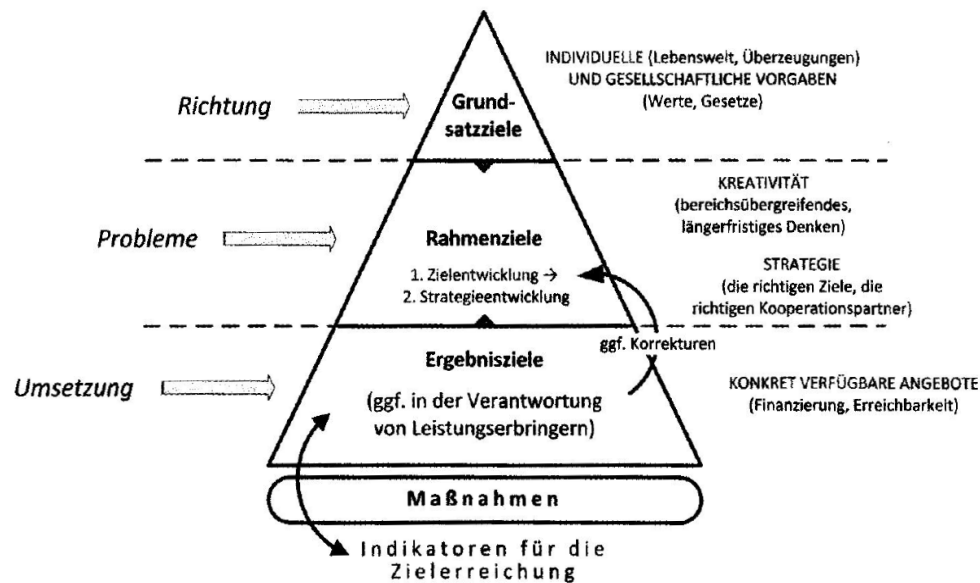 INDIVIDUELLE (Lebenswelt, Überzeugungen)
UND GESELLSCHAFTLICHE VORGABEN
(Werte, Gesetze)
Richtung
Grund-
satzziele
KREATIVITÄT
(bereichsübergreifendes,
längerfristiges Denken)
Probleme
Rahmenziele
1. Zielentwicklung →
2. Strategieentwicklung
STRATEGIE
(die richtigen Ziele, die
richtigen Kooperationspartner)
ggf. Korrekturen
Umsetzung
Ergebnisziele
(ggf. in der Verantwortung
von Leistungserbringern)
KONKRET VERFÜGBARE ANGEBOTE
(Finanzierung, Erreichbarkeit)
Maßnahmen
Indikatoren für die
Zielerreichung